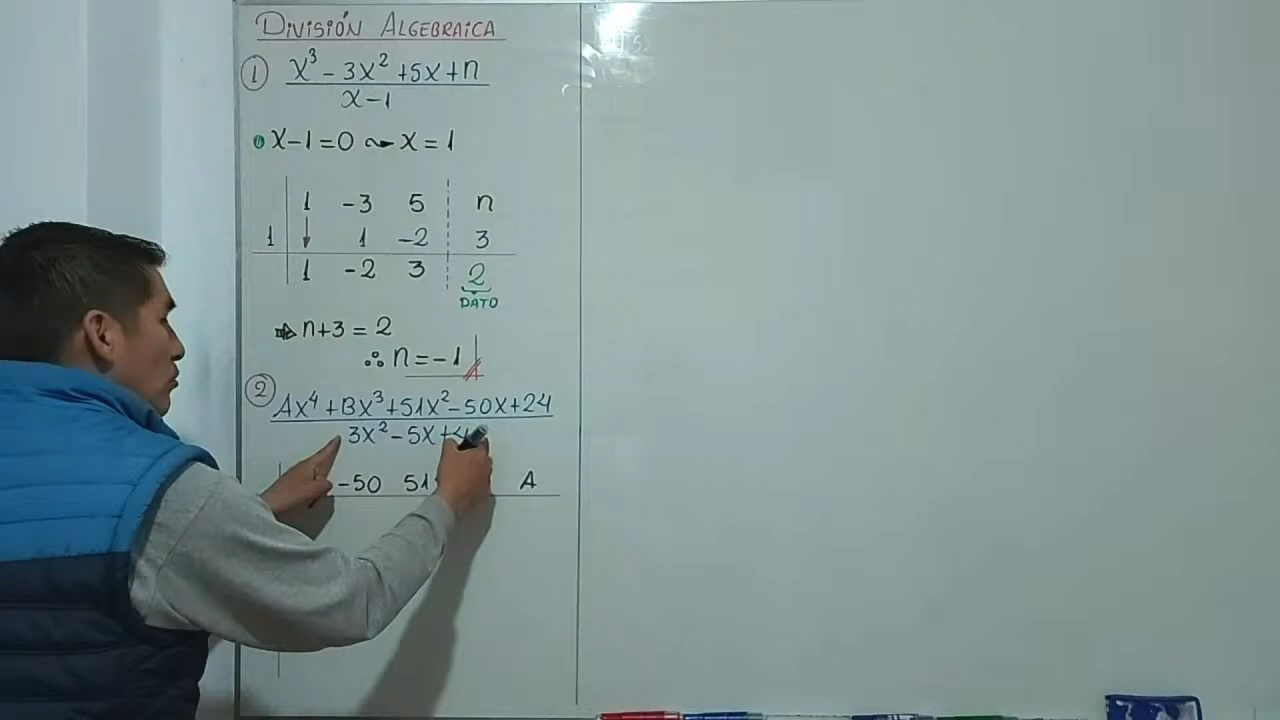 DIVISIÓN ALGEBRAICA
① x³ - 3x² + 5x + n
x - 1
x - 1 = 0 ⇝ x = 1
1 -3 5 n
1 1 -2 3
1 -2 3 2
DATO
⇒ n + 3 = 2
∴ n = -1
② Ax⁴ + Bx³ + 51x² - 50x + 24
3x² - 5x +
-50 51 A